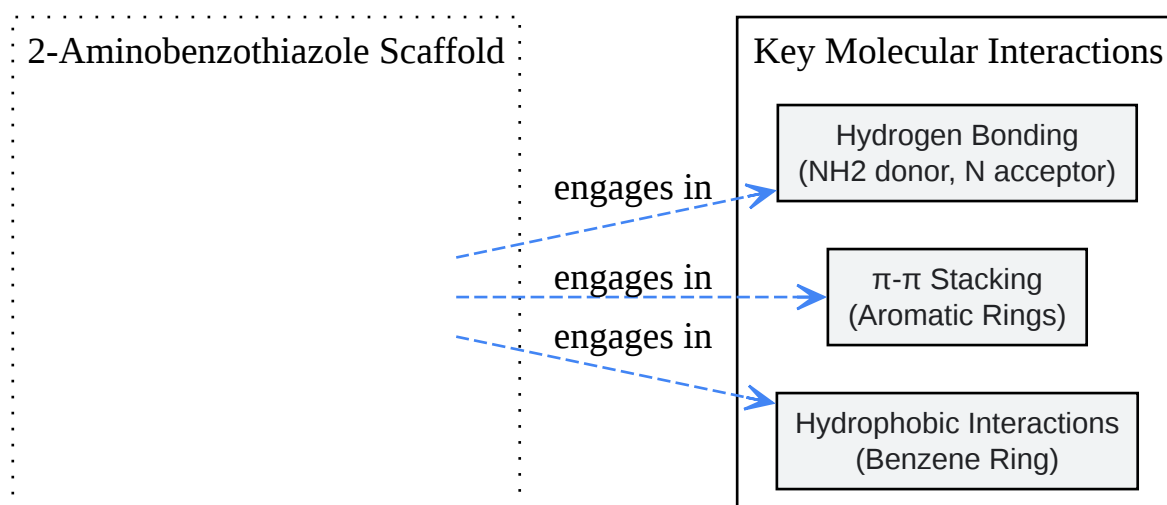 2-Aminobenzothiazole Scaffold
Key Molecular Interactions
Hydrogen Bonding
(NH2 donor, N acceptor)
engages in
engages in
π-π Stacking
(Aromatic Rings)
engages in
Hydrophobic Interactions
(Benzene Ring)